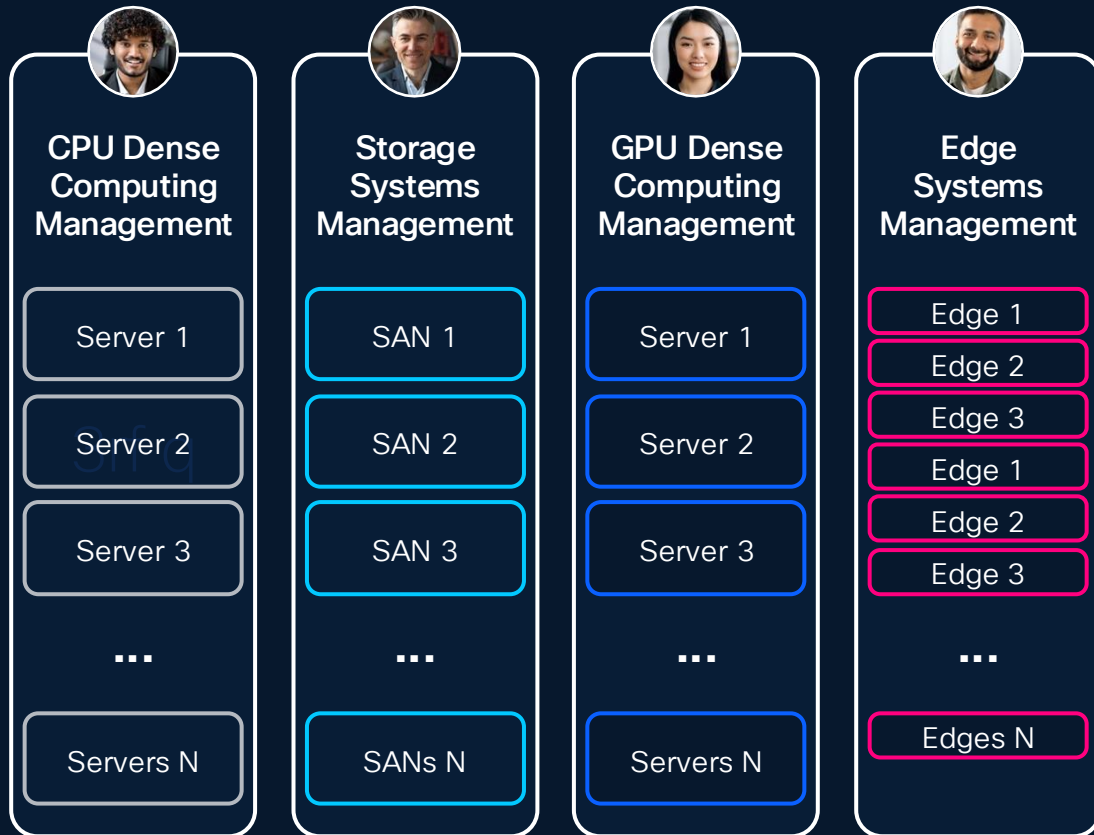 CPU Dense
Computing
Management
Server 1
Server 2
Server 3
...
Servers N
Storage
Systems
Management
SAN 1
SAN 2
SAN 3
...
SANs N
GPU Dense
Computing
Management
Server 1
Server 2
Server 3
...
Servers N
Edge
Systems
Management
Edge 1
Edge 2
Edge 3
Edge 1
Edge 2
Edge 3
...
Edges N